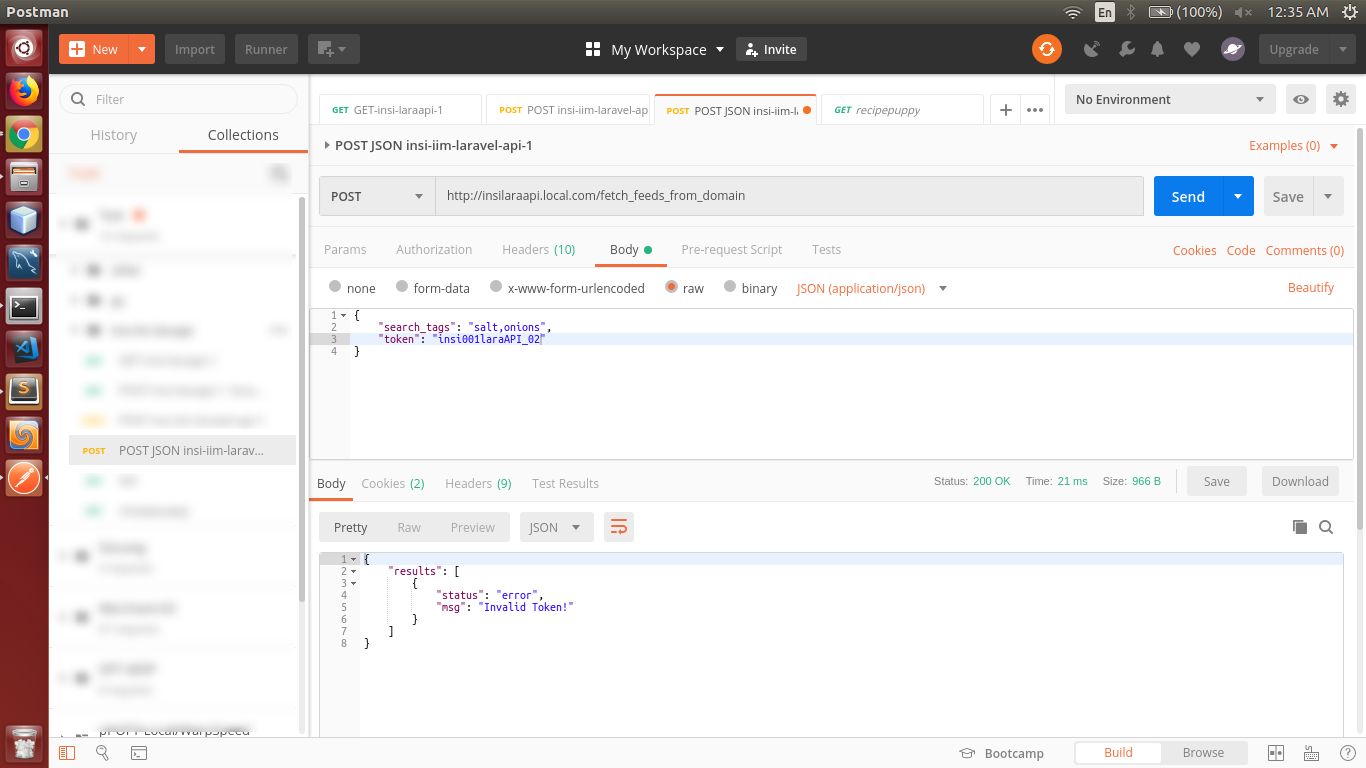 Postman
En
(100%)
12:35 AM
New
Import
Runner
My Workspace
Invite
Upgrade
Filter
History
Collections
POST
POST JSON insi-iim-larav...
GET GET-insi-laraapi-1
POST POST insi-iim-laravel-ap
POST POST JSON insi-iim-l
GET recipepuppy
No Environment
POST JSON insi-iim-laravel-api-1
Examples (0)
POST
http://insilaraapi.local.com/fetch_feeds_from_domain
Send
Save
Params
Authorization
Headers (10)
Body
Pre-request Script
Tests
Cookies
Code
Comments (0)
none
form-data
x-www-form-urlencoded
raw
binary
JSON (application/json)
Beautify
1 {
2 "search_tags": "salt,onions",
3 "token": "insi001laraAPI_02"
4 }
Body
Cookies (2)
Headers (9)
Test Results
Status: 200 OK
Time: 21 ms
Size: 966 B
Save
Download
Pretty
Raw
Preview
JSON
1 {
2 "results": [
3 {
4 "status": "error",
5 "msg": "Invalid Token!"
6 }
7 ]
8 }
Bootcamp
Build
Browse